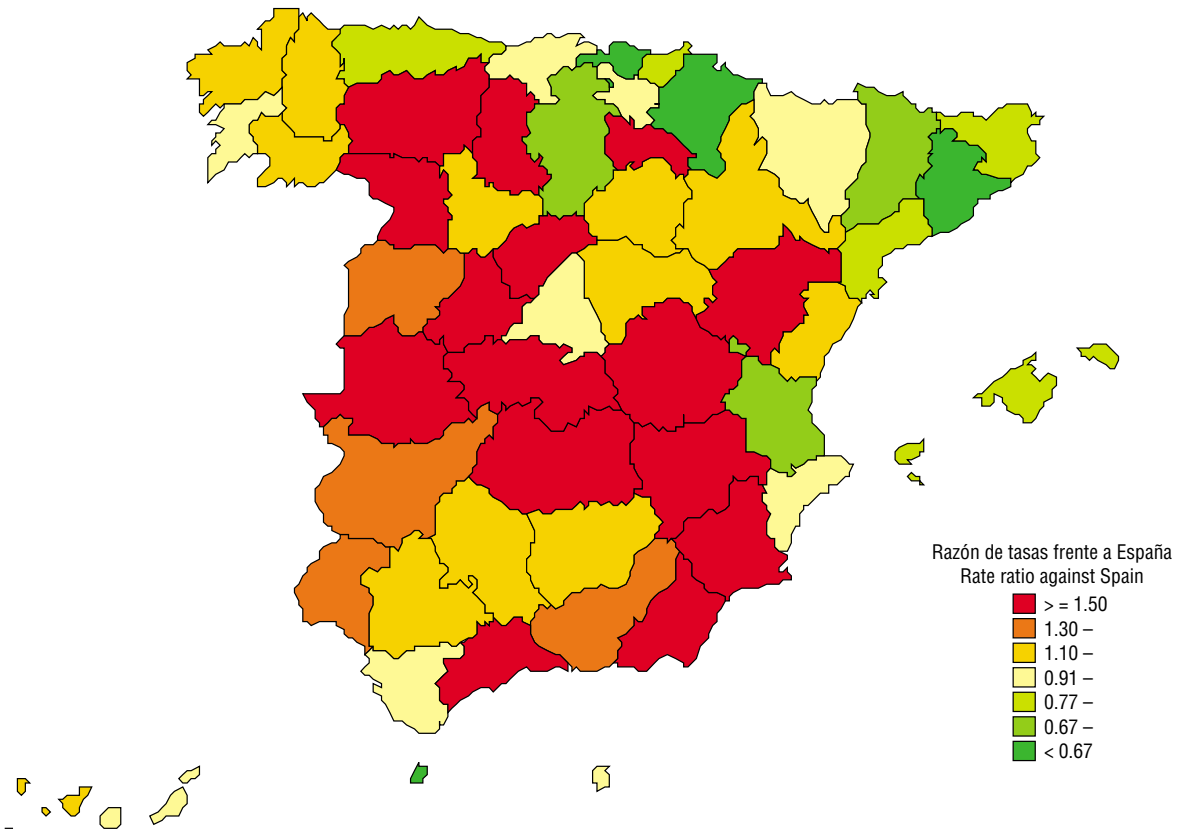 Razón de tasas frente a España
Rate ratio against Spain
> = 1.50
1.30 –
1.10 –
0.91 –
0.77 –
0.67 –
< 0.67